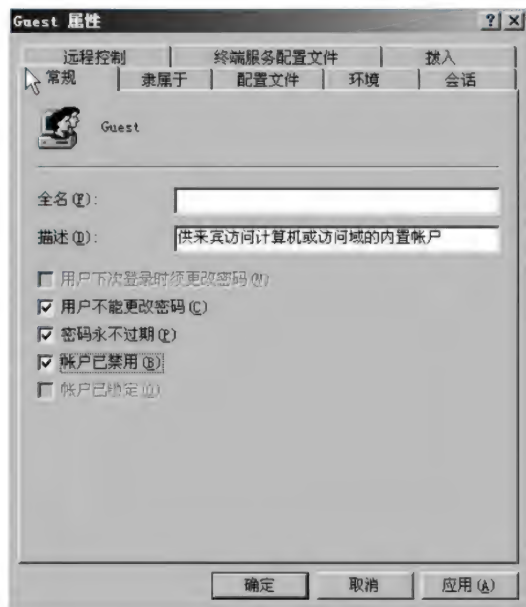 Guest 属性
远程控制 终端服务配置文件 拨入
常规 隶属于 配置文件 环境 会话
Guest
全名(F):
描述(D): 供来宾访问计算机或访问域的内置帐户
用户下次登录时须更改密码(M)
用户不能更改密码(C)
密码永不过期(P)
帐户已禁用(B)
帐户已锁定(O)
确定 取消 应用(A)